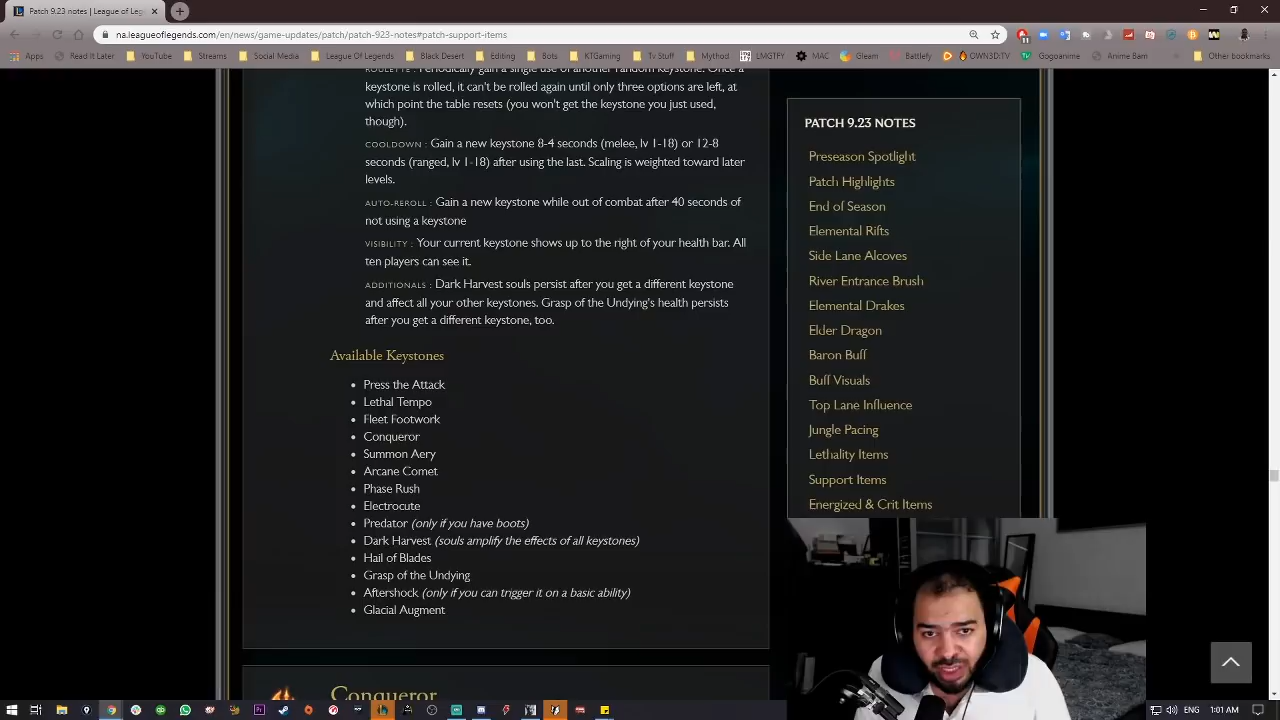 Patch 9.23 notes | League of Leg
na.leagueoflegends.com/en/news/game-updates/patch/patch-923-notes#patch-support-items
Apps
Read It Later
YouTube
Streams
Social-Media
League Of Legends
Black Desert
Editing
Bots
KTGaming
Tv Stuff
Mythod
LMGTFY
MAC
Gleam
Battlefy
OWN3D.TV
Gogoanime
Anime Bam
Other bookmarks
ROULETTE : Periodically gain a single use of another random keystone. Once a
keystone is rolled, it can't be rolled again until only three options are left, at
which point the table resets (you won't get the keystone you just used,
though).
COOLDOWN : Gain a new keystone 8-4 seconds (melee, lv 1-18) or 12-8
seconds (ranged, lv 1-18) after using the last. Scaling is weighted toward later
levels.
AUTO-REROLL : Gain a new keystone while out of combat after 40 seconds of
not using a keystone
VISIBILITY : Your current keystone shows up to the right of your health bar. All
ten players can see it.
ADDITIONALS : Dark Harvest souls persist after you get a different keystone
and affect all your other keystones. Grasp of the Undying's health persists
after you get a different keystone, too.
Available Keystones
Press the Attack
Lethal Tempo
Fleet Footwork
Conqueror
Summon Aery
Arcane Comet
Phase Rush
Electrocute
Predator (only if you have boots)
Dark Harvest (souls amplify the effects of all keystones)
Hail of Blades
Grasp of the Undying
Aftershock (only if you can trigger it on a basic ability)
Glacial Augment
Conqueror
PATCH 9.23 NOTES
Preseason Spotlight
Patch Highlights
End of Season
Elemental Rifts
Side Lane Alcoves
River Entrance Brush
Elemental Drakes
Elder Dragon
Baron Buff
Buff Visuals
Top Lane Influence
Jungle Pacing
Lethality Items
Support Items
Energized & Crit Items
ENG
1:01 AM